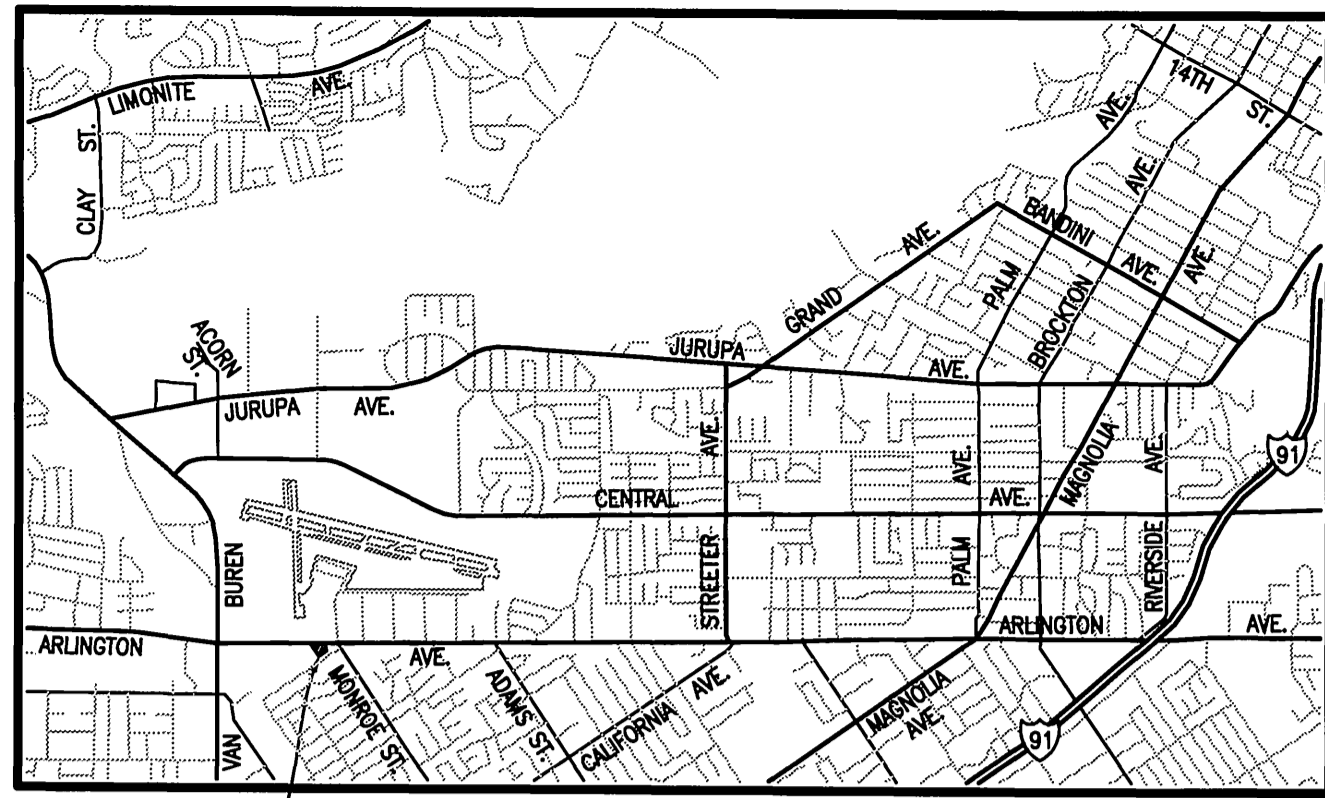 LIMONITE
AVE.
CLAY
ST.
14TH
ST.
AVE.
AVE.
BANDINI
AVE.
AVE.
GRAND
AVE.
PALM
BROCKTON
ACORN
ST.
JURUPA
AVE.
JURUPA
AVE.
CENTRAL
AVE.
STREETER
AVE.
PALM
AVE.
MAGNOLIA
RIVERSIDE
AVE.
91
VAN
BUREN
ARLINGTON
AVE.
ARLINGTON
AVE.
MONROE ST.
ADAMS ST.
CALIFORNIA
AVE.
MAGNOLIA
AVE.
91